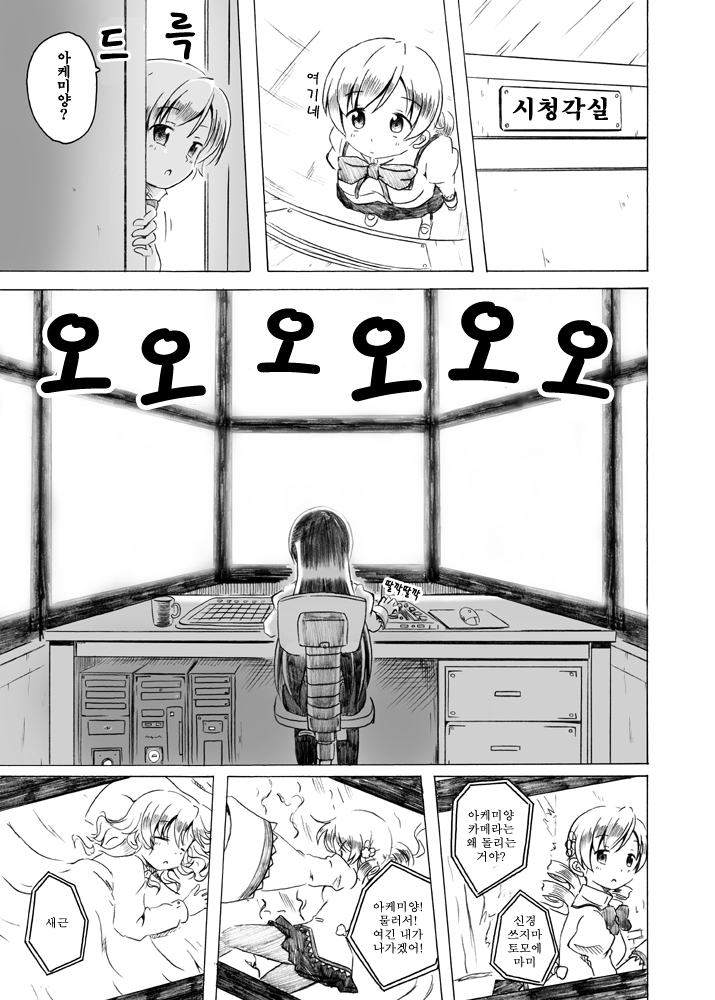 시청각실
여기네
드륵
아케미양?
오오오오오오
딸깍딸깍
아케미양
카메라는
왜 돌리는
거야?
신경
쓰지마
토모에
마미
아케미양!
물러서!
여긴 내가
나가겠어!
새근